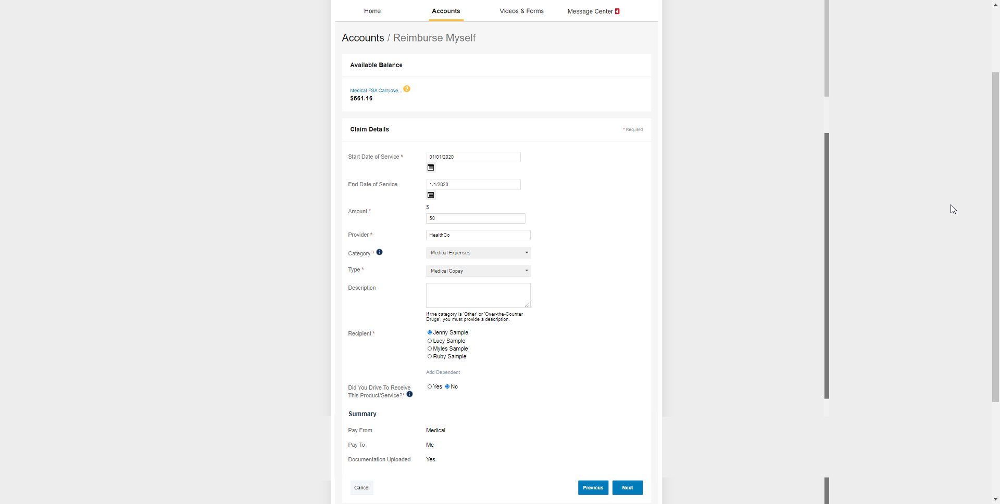 Home Accounts Videos & Forms Message Center 4
Accounts / Reimburse Myself
Available Balance
Medical FSA Carryove... ?
$661.16
Claim Details * Required
Start Date of Service * 01/01/2020
End Date of Service 1/1/2020
$
Amount *
50
Provider * HealthCo
Category * i Medical Expenses
Type * Medical Copay
Description
If the category is 'Other' or 'Over-the-Counter
Drugs', you must provide a description.
Recipient * Jenny Sample
Lucy Sample
Myles Sample
Ruby Sample
Add Dependent
Did You Drive To Receive Yes No
This Product/Service?* i
Summary
Pay From Medical
Pay To Me
Documentation Uploaded Yes
Cancel Previous Next